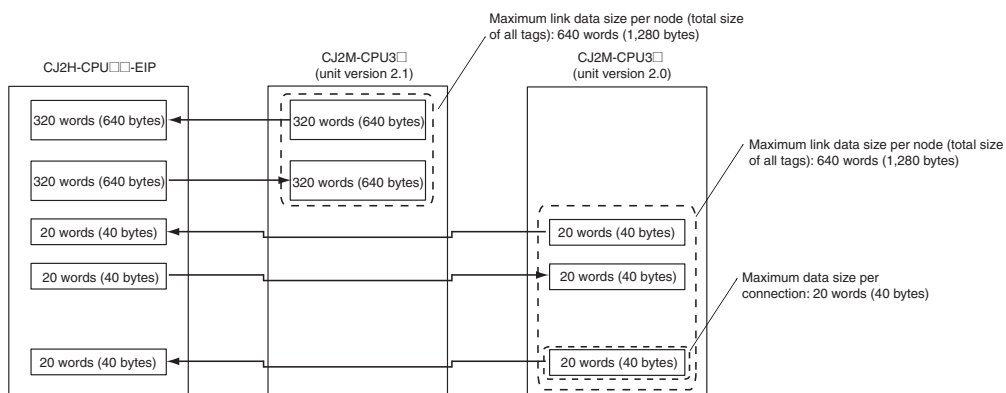 Maximum link data size per node (total size
of all tags): 640 words (1,280 bytes)
CJ2H-CPU□□-EIP
CJ2M-CPU3□
(unit version 2.1)
CJ2M-CPU3□
(unit version 2.0)
320 words (640 bytes)
320 words (640 bytes)
Maximum link data size per node (total size
of all tags): 640 words (1,280 bytes)
320 words (640 bytes)
320 words (640 bytes)
20 words (40 bytes)
20 words (40 bytes)
20 words (40 bytes)
20 words (40 bytes)
Maximum data size per
connection: 20 words (40 bytes)
20 words (40 bytes)
20 words (40 bytes)